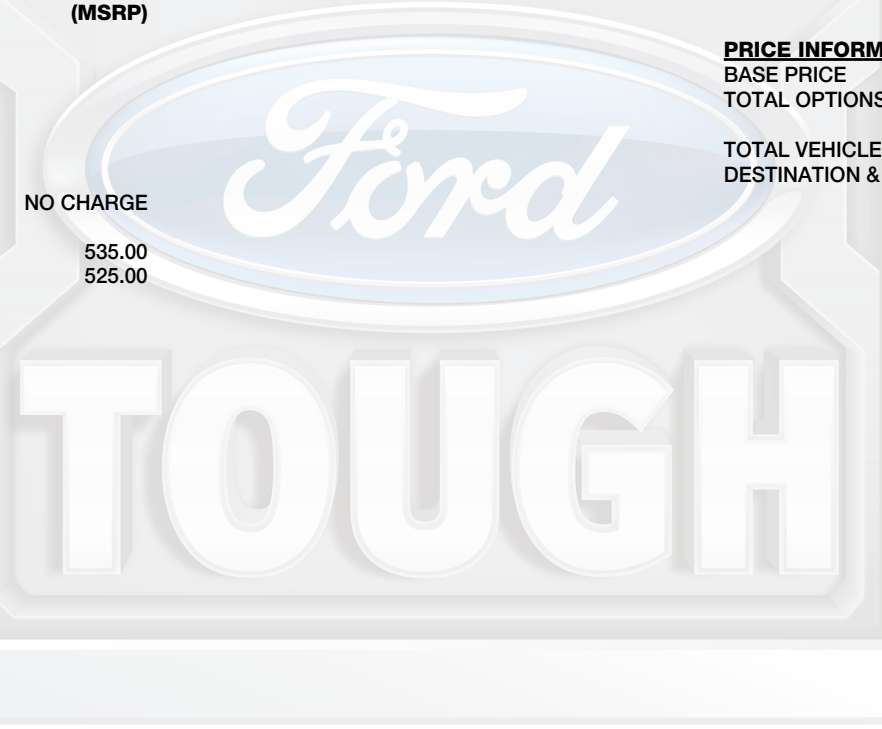 (MSRP)
PRICE INFORM
BASE PRICE
TOTAL OPTIONS
TOTAL VEHICLE
DESTINATION &
NO CHARGE
535.00
525.00
Ford
TOUGH